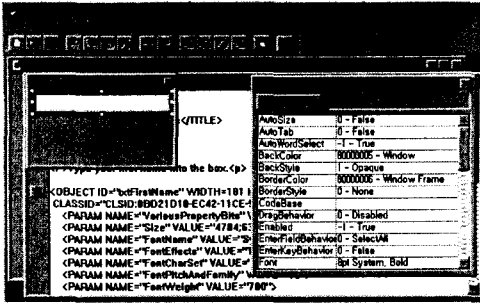 </TITLE>
your first name into the box.<p>
<OBJECT ID="txtFirstName" WIDTH=181 H
CLASSID="CLSID:8BD21D10-EC42-11CE-
<PARAM NAME="VariousPropertyBits"
<PARAM NAME="Size" VALUE="4784;
<PARAM NAME="FontName" VALUE="S
<PARAM NAME="FontEffects" VALUE="
<PARAM NAME="FontCharSet" VALUE="
<PARAM NAME="FontPitchAndFamily"
<PARAM NAME="FontWeight" VALUE="700">
AutoSize 0 - False
AutoTab 0 - False
AutoWordSelect -1 - True
BackColor 80000005 - Window
BackStyle 1 - Opaque
BorderColor 80000006 - Window Frame
BorderStyle 0 - None
CodeBase
DragBehavior 0 - Disabled
Enabled -1 - True
EnterFieldBehavior 0 - SelectAll
EnterKeyBehavior 0 - False
Font 8pt System, Bold